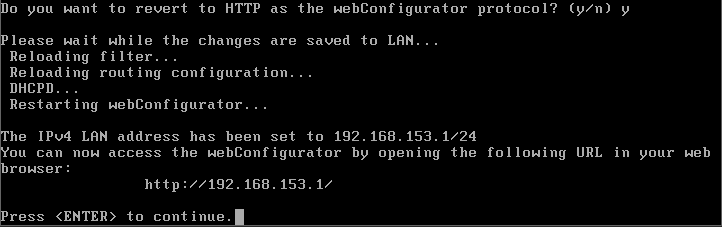 Do you want to revert to HTTP as the webConfigurator protocol? (y/n) y
Please wait while the changes are saved to LAN...
Reloading filter...
Reloading routing configuration...
DHCPD...
Restarting webConfigurator...
The IPv4 LAN address has been set to 192.168.153.1/24
You can now access the webConfigurator by opening the following URL in your web
browser:
http://192.168.153.1/
Press <ENTER> to continue.